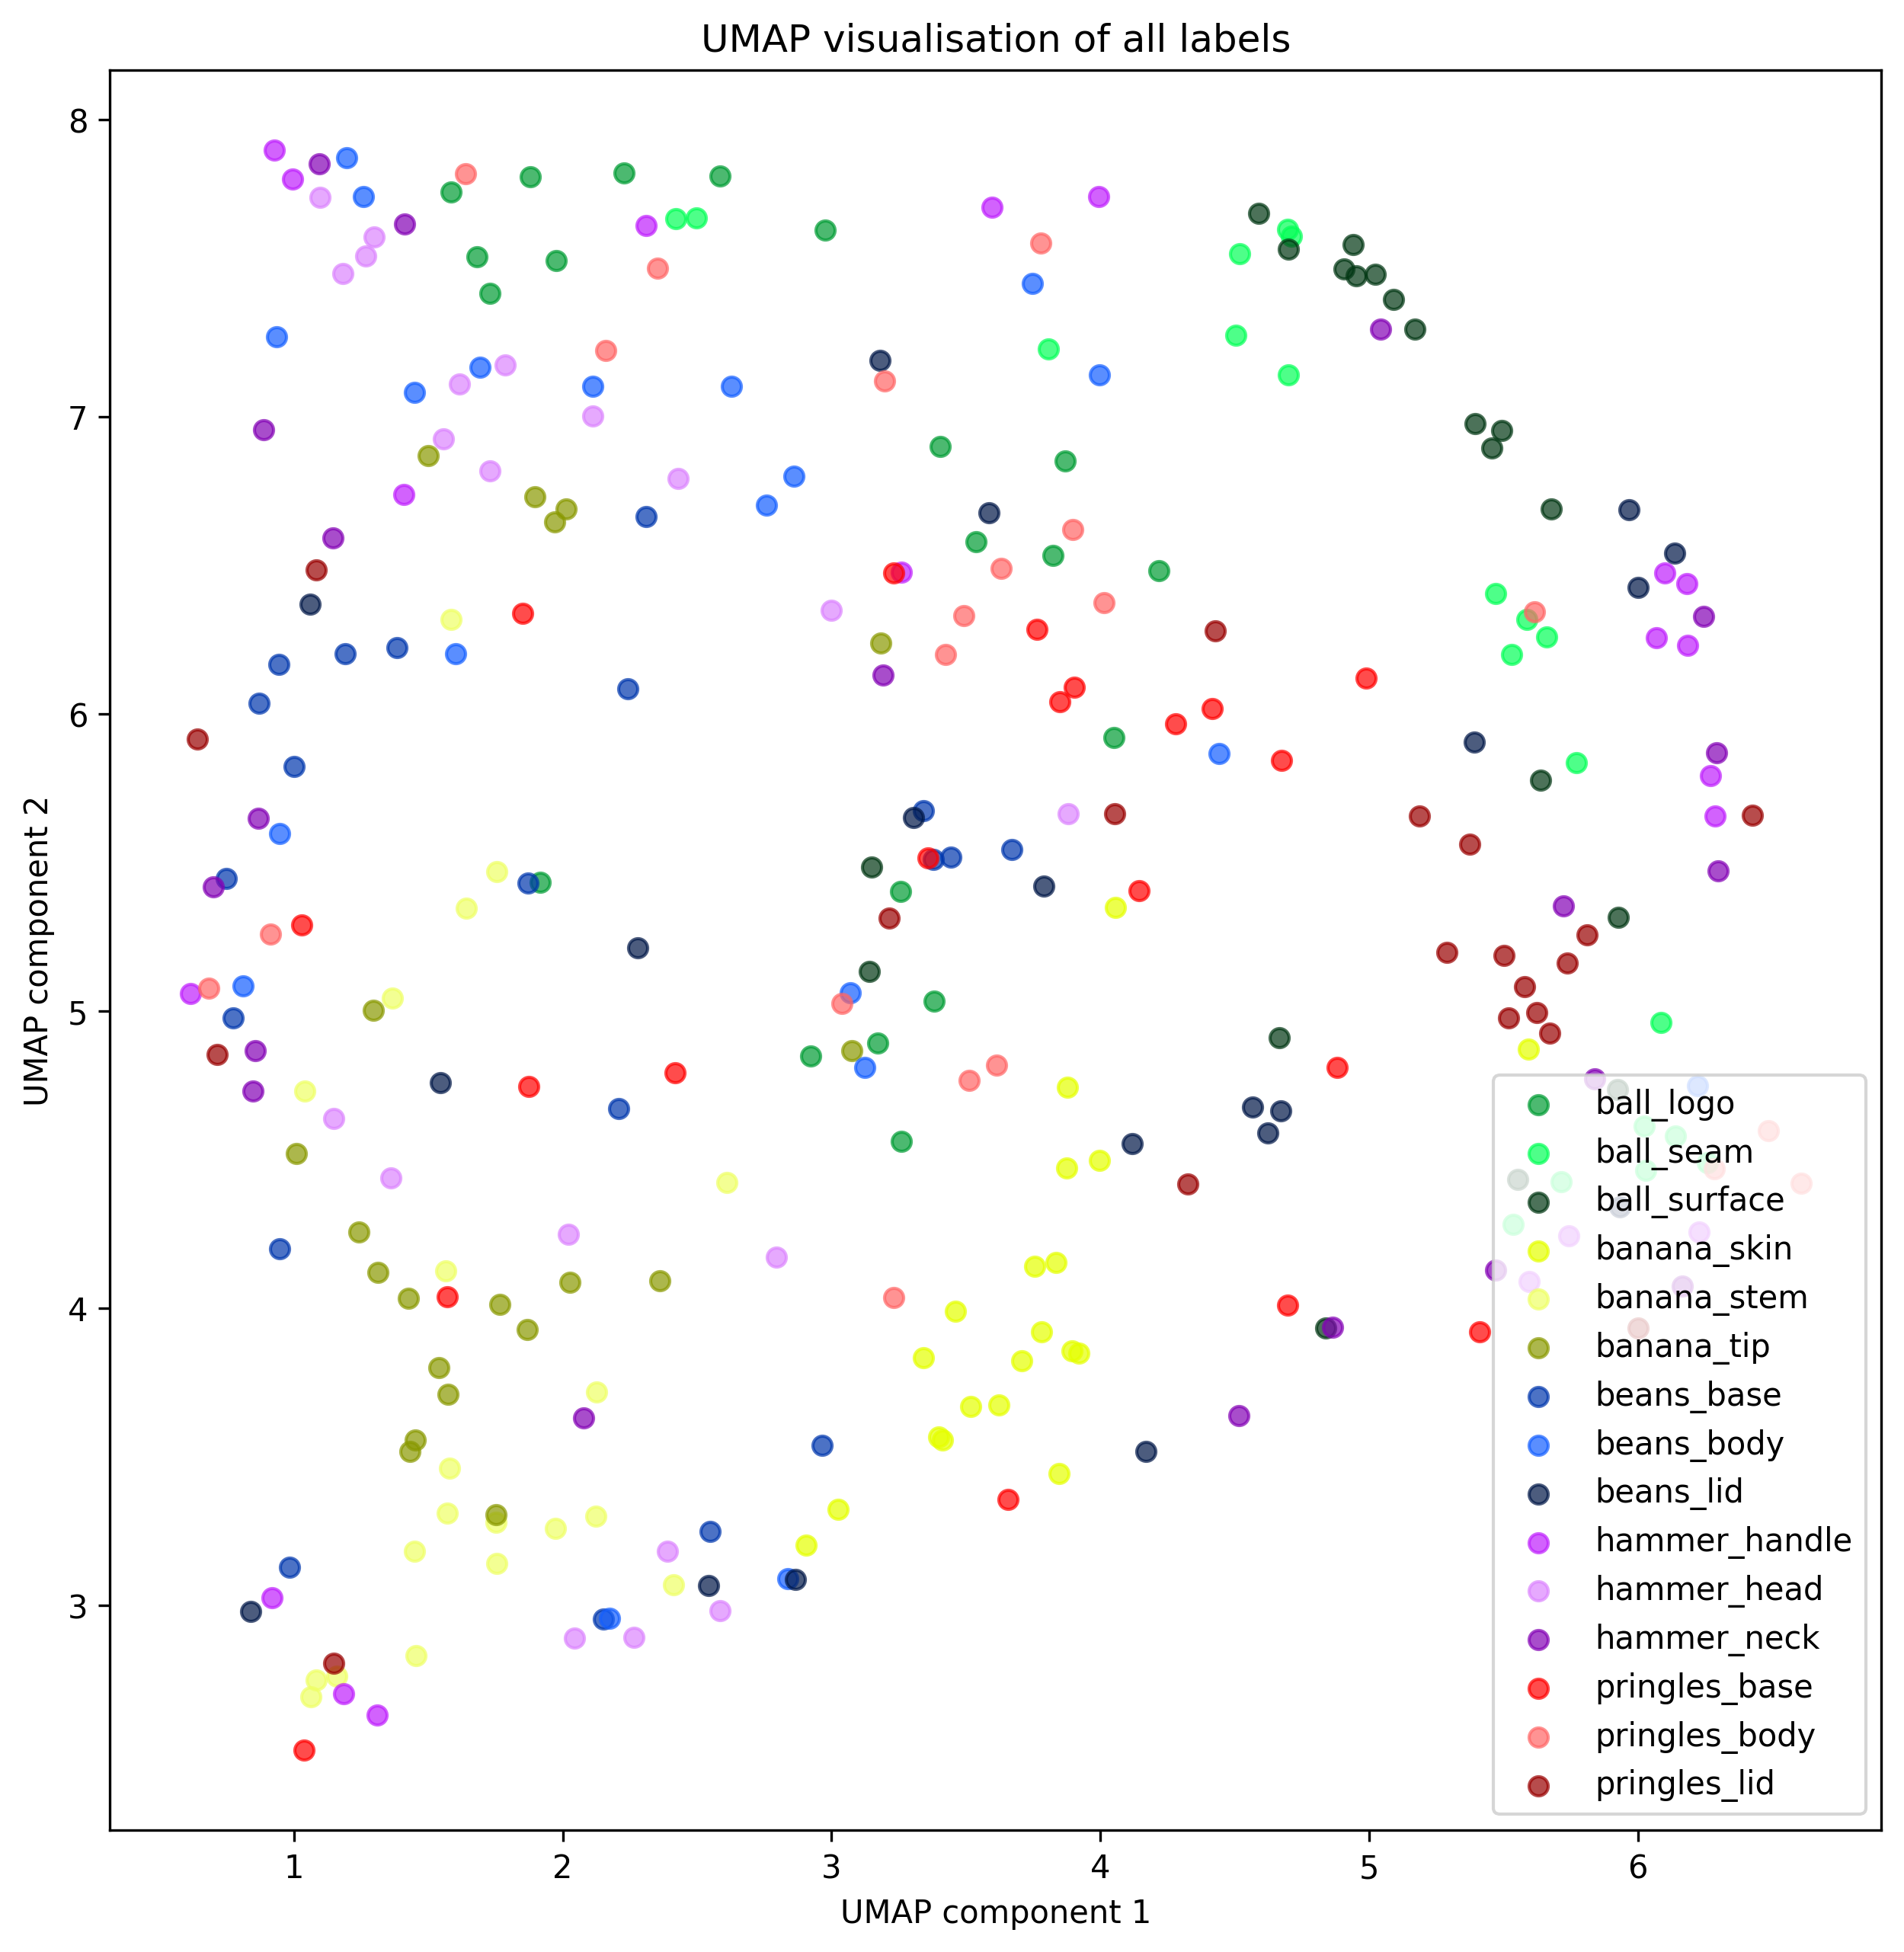 UMAP visualisation of all labels
8
7
6
5
4
3
UMAP component 2
ball_logo
ball_seam
ball_surface
banana_skin
banana_stem
banana_tip
beans_base
beans_body
beans_lid
hammer_handle
hammer_head
hammer_neck
pringles_base
pringles_body
pringles_lid
1 2 3 4 5 6
UMAP component 1